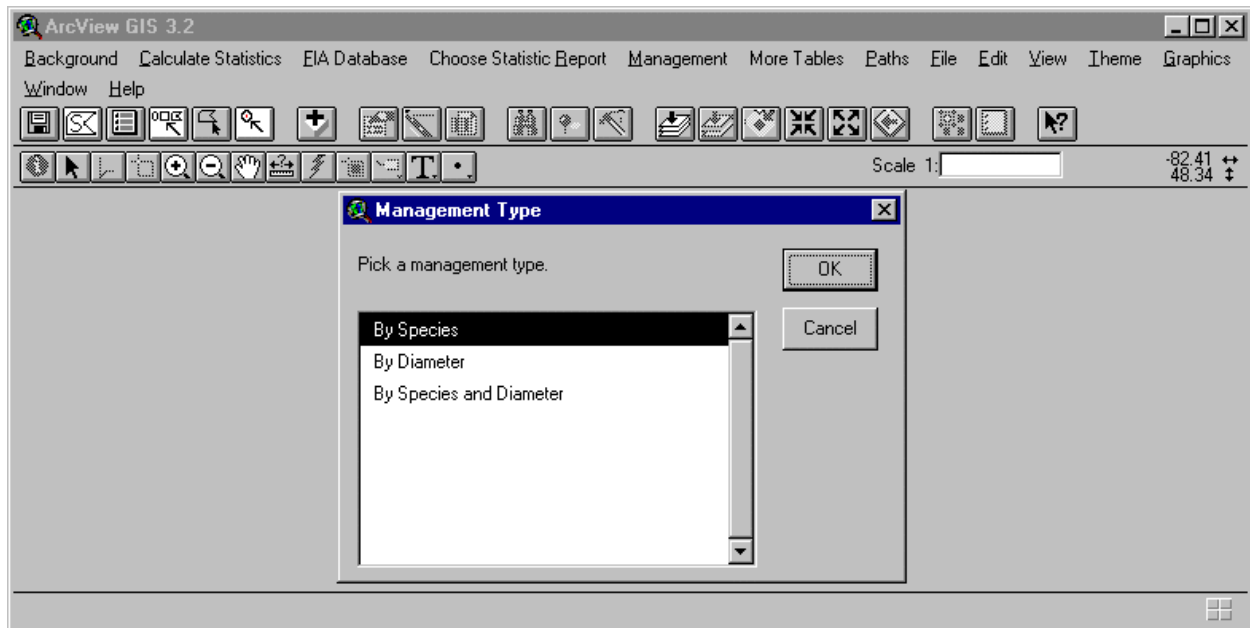 ArcView GIS 3.2
Background Calculate Statistics FIA Database Choose Statistic Report Management More Tables Paths File Edit View Theme Graphics
Window Help
T
Scale 1:
-82.41
48.34
Management Type
Pick a management type.
OK
By Species
Cancel
By Diameter
By Species and Diameter